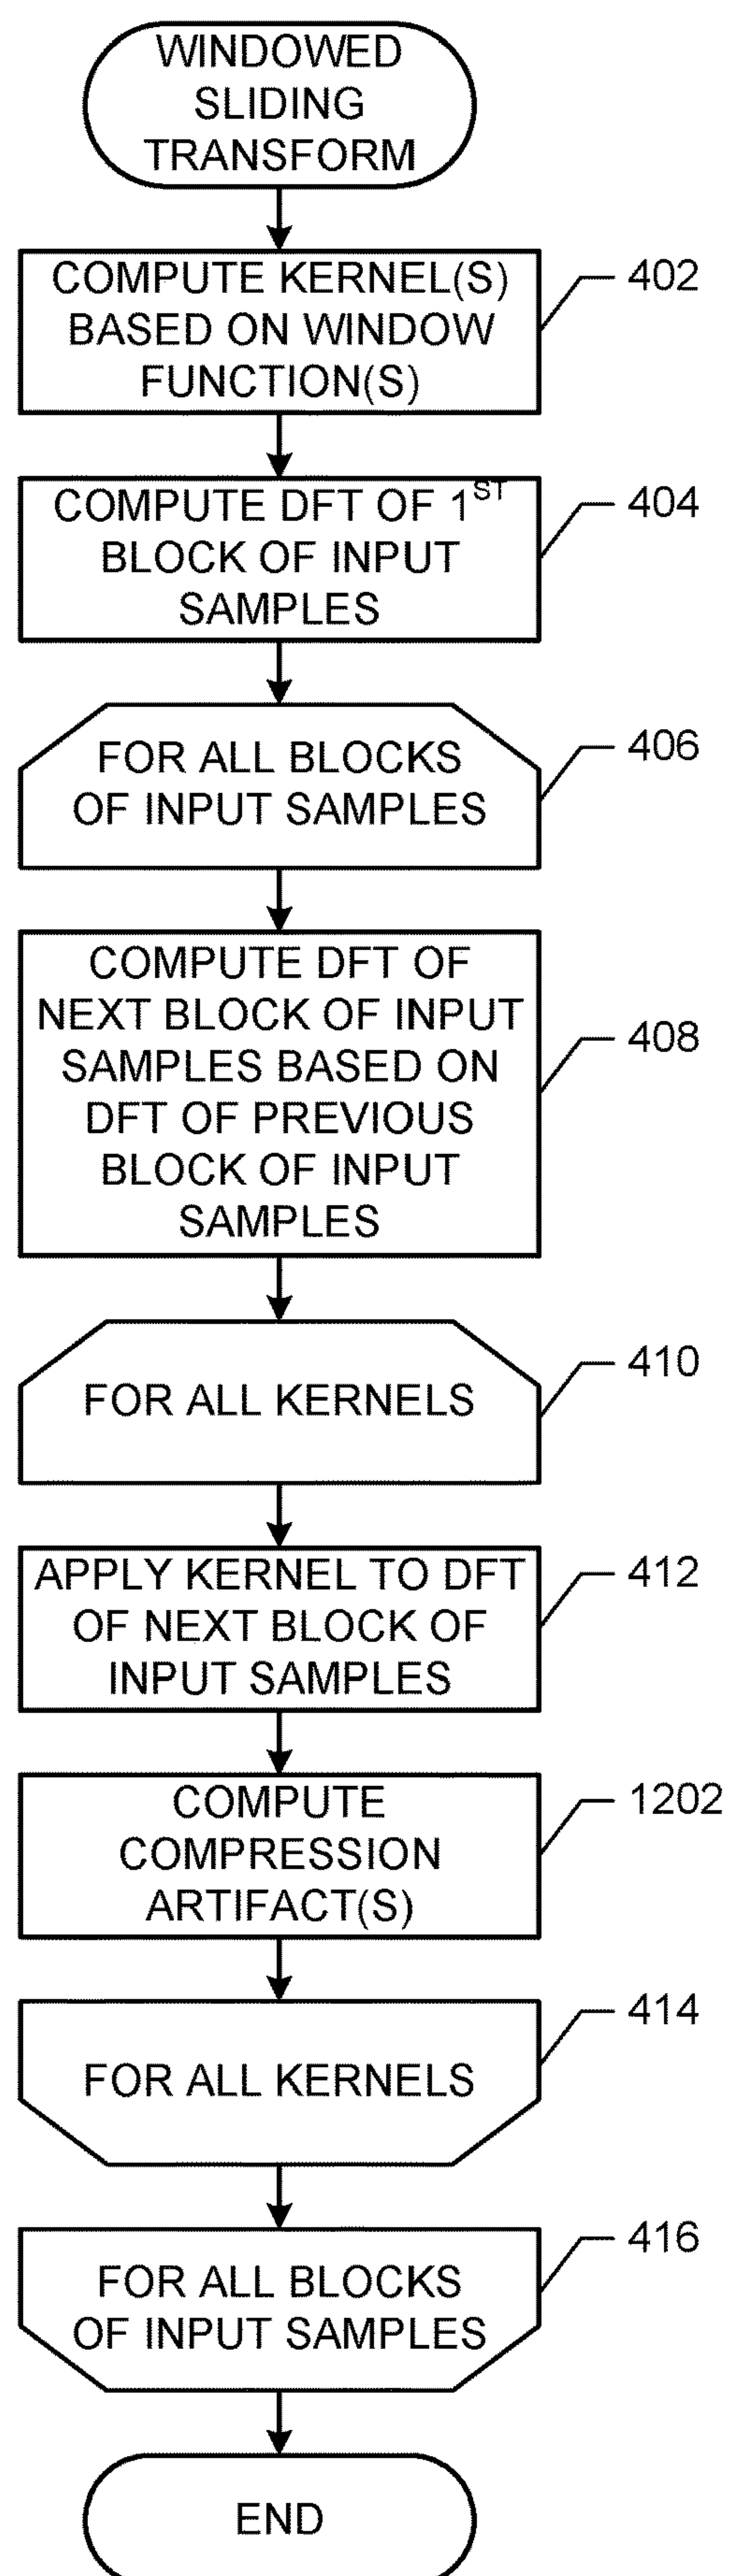 WINDOWED
SLIDING
TRANSFORM
COMPUTE KERNEL(S)
BASED ON WINDOW
FUNCTION(S)
402
COMPUTE DFT OF 1ST
BLOCK OF INPUT
SAMPLES
404
FOR ALL BLOCKS
OF INPUT SAMPLES
406
COMPUTE DFT OF
NEXT BLOCK OF INPUT
SAMPLES BASED ON
DFT OF PREVIOUS
BLOCK OF INPUT
SAMPLES
408
FOR ALL KERNELS
410
APPLY KERNEL TO DFT
OF NEXT BLOCK OF
INPUT SAMPLES
412
COMPUTE
COMPRESSION
ARTIFACT(S)
1202
FOR ALL KERNELS
414
FOR ALL BLOCKS
OF INPUT SAMPLES
416
END